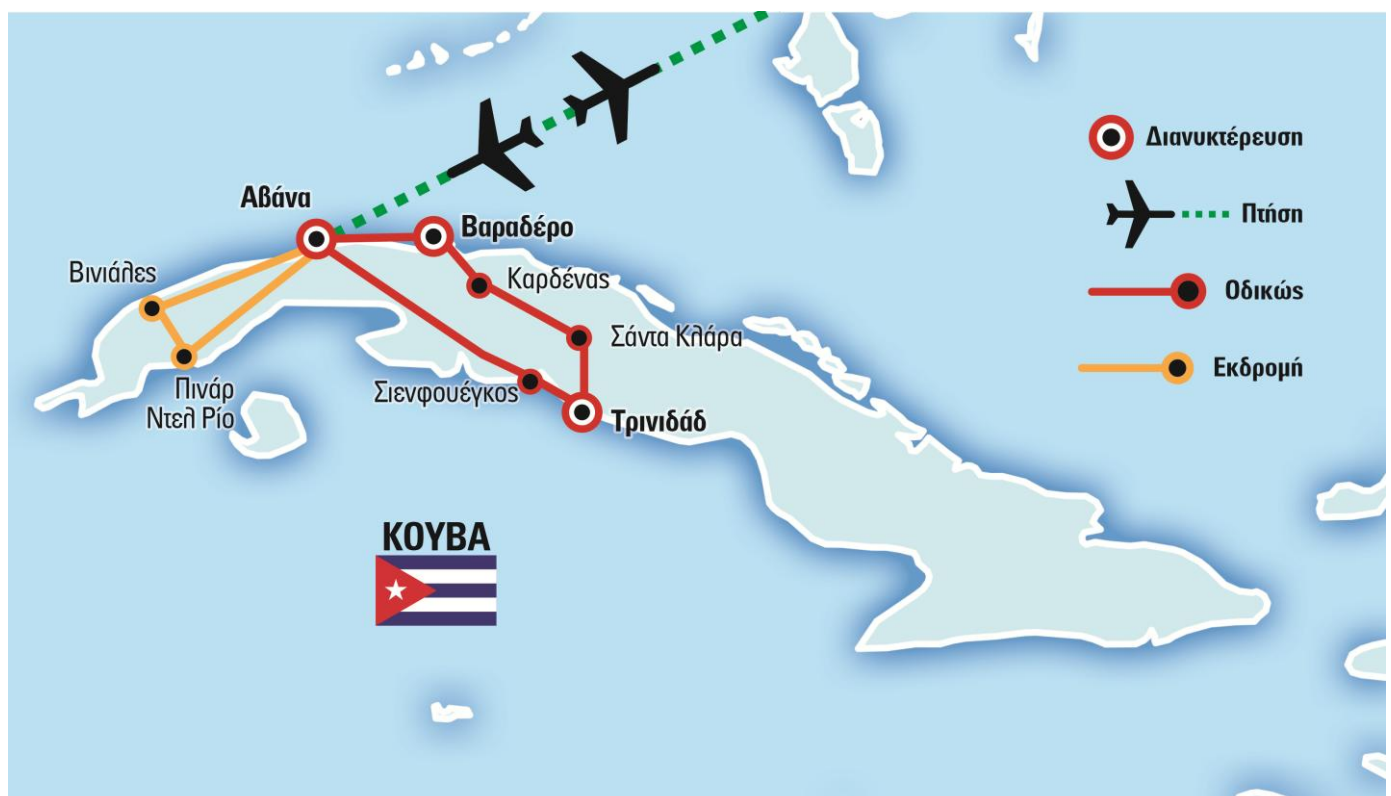 Αβάνα
Βαραδέρο
Βινιάλες
Καρδένας
Σάντα Κλάρα
Πινάρ
Ντελ Ρίο
Σιενφουέγκος
Τρινιδάδ
ΚΟΥΒΑ
Διανυκτέρευση
Πτήση
Οδικώς
Εκδρομή